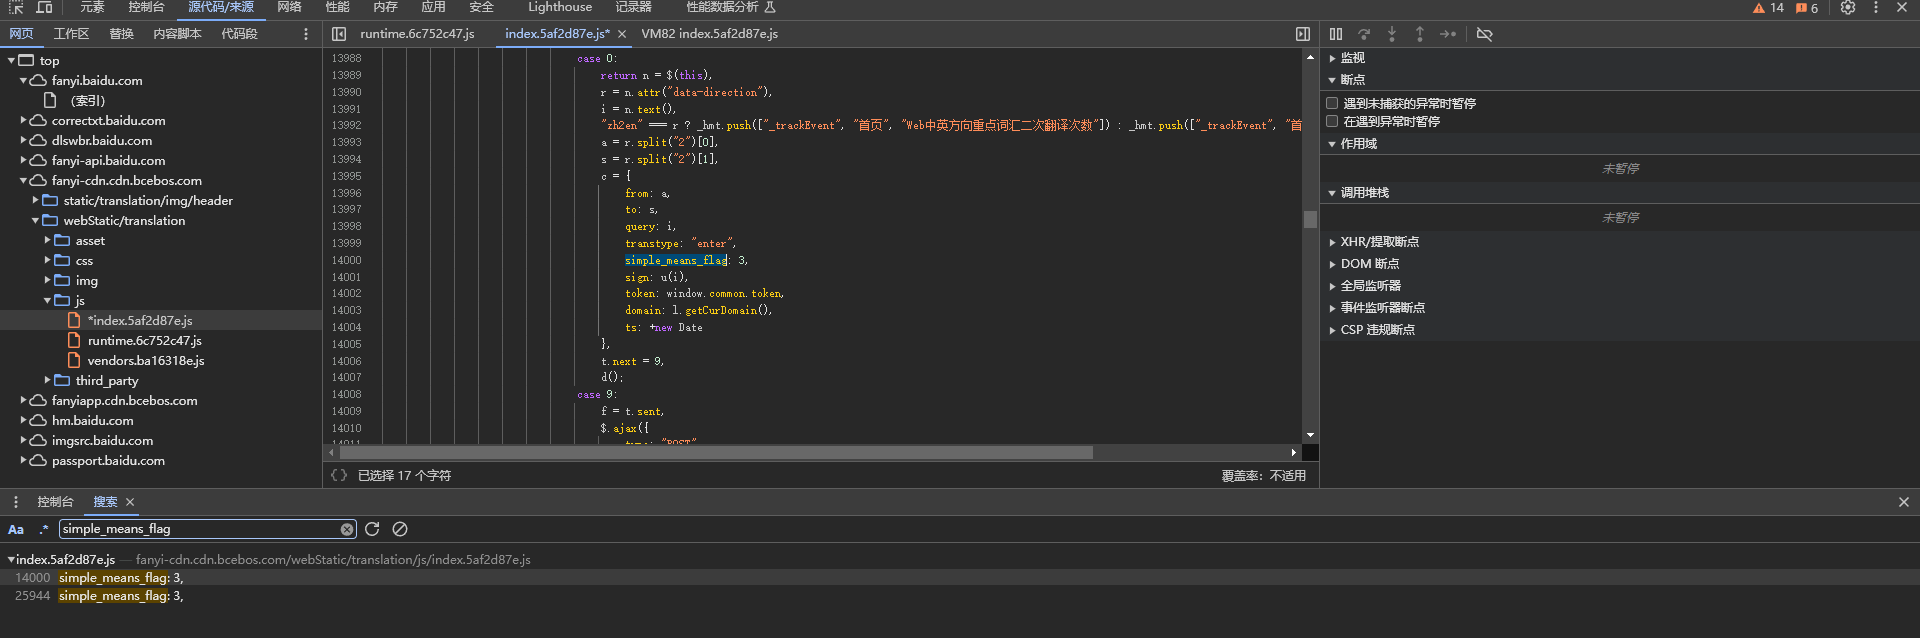 元素 控制台 源代码/来源 网络 性能 内存 应用 安全 Lighthouse 记录器 性能数据分析 14 6
网页 工作区 替换 内容脚本 代码段 runtime.6c752c47.js index.5af2d87e.js* VM82 index.5af2d87e.js
top
fanyi.baidu.com
(索引)
correctxt.baidu.com
dlswbr.baidu.com
fanyi-api.baidu.com
fanyi-cdn.cdn.bcebos.com
static/translation/img/header
webStatic/translation
asset
css
img
js
*index.5af2d87e.js
runtime.6c752c47.js
vendors.ba16318e.js
third_party
fanyiapp.cdn.bcebos.com
hm.baidu.com
imgsrc.baidu.com
passport.baidu.com
13988 case 0:
13989 return n = $(this),
13990 r = n.attr("data-direction"),
13991 i = n.text(),
13992 "zh2en" === r ? _hmt.push(["_trackEvent", "首页", "Web中英方向重点词汇二次翻译次数"]) : _hmt.push(["_trackEvent", "首
13993 a = r.split("2")[0],
13994 s = r.split("2")[1],
13995 c = {
13996 from: a,
13997 to: s,
13998 query: i,
13999 transtype: "enter",
14000 simple_means_flag: 3,
14001 sign: u(i),
14002 token: window.common.token,
14003 domain: l.getCurDomain(),
14004 ts: +new Date
14005 },
14006 t.next = 9,
14007 d();
14008 case 9:
14009 f = t.sent,
14010 $.ajax({
14011 type: "POST"
{} 已选择 17 个字符 覆盖率：不适用
监视
断点
遇到未捕获的异常时暂停
在遇到异常时暂停
作用域
未暂停
调用堆栈
未暂停
XHR/提取断点
DOM 断点
全局监听器
事件监听器断点
CSP 违规断点
控制台 搜索
Aa .* simple_means_flag
index.5af2d87e.js — fanyi-cdn.cdn.bcebos.com/webStatic/translation/js/index.5af2d87e.js
14000 simple_means_flag: 3,
25944 simple_means_flag: 3,